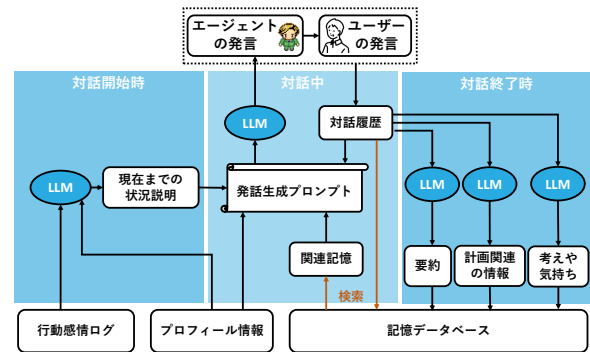 エージェント
の発言
ユーザー
の発言
対話開始時
対話中
対話終了時
LLM
対話履歴
LLM
現在までの
状況説明
発話生成プロンプト
LLM
LLM
LLM
関連記憶
要約
計画関連
の情報
考えや
気持ち
検索
行動感情ログ
プロフィール情報
記憶データベース